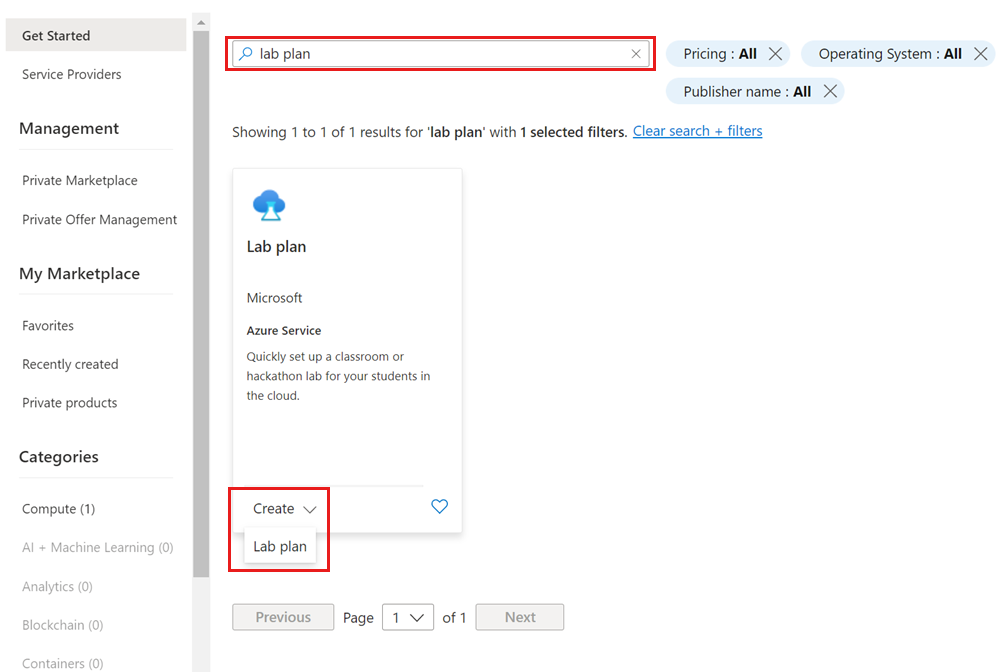 Get Started
Service Providers
Management
Private Marketplace
Private Offer Management
My Marketplace
Favorites
Recently created
Private products
Categories
Compute (1)
AI + Machine Learning (0)
Analytics (0)
Blockchain (0)
Containers (0)
lab plan
Pricing : All
Operating System : All
Publisher name : All
Showing 1 to 1 of 1 results for 'lab plan' with 1 selected filters. Clear search + filters
Lab plan
Microsoft
Azure Service
Quickly set up a classroom or
hackathon lab for your students in
the cloud.
Create
Lab plan
Previous Page 1 of 1 Next